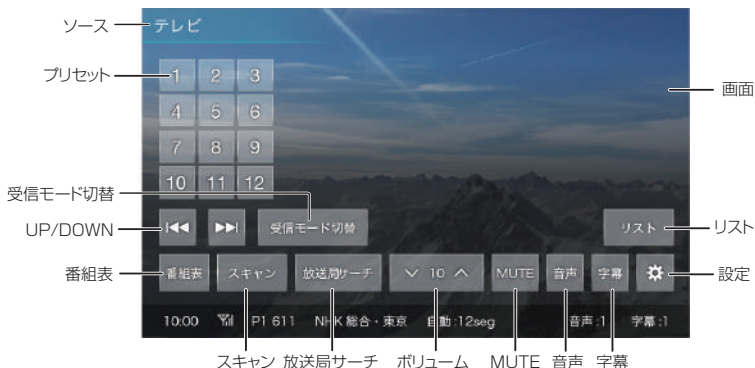 ソース
テレビ
プリセット
1 2 3
画面
4 5 6
7 8 9
10 11 12
受信モード切替
UP/DOWN
受信モード切替
リスト
リスト
番組表
番組表
スキャン
放送局サーチ
10
MUTE
音声
字幕
設定
10:00 P1 611 NHK 総合・東京 自動:12seg 音声:1 字幕:1
スキャン 放送局サーチ ボリューム MUTE 音声 字幕